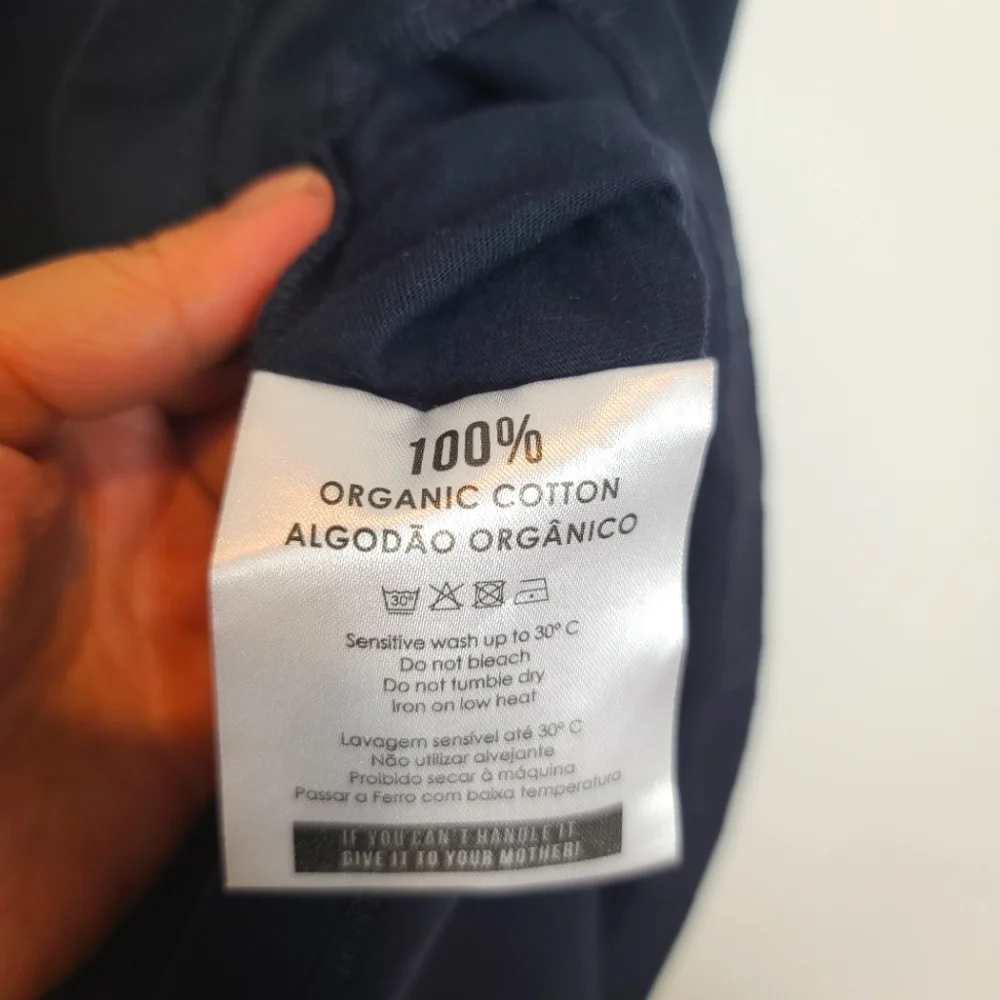 100%
ORGANIC COTTON
ALGODÃO ORGÂNICO
30°
Sensitive wash up to 30º C
Do not bleach
Do not tumble dry
Iron on low heat
Lavagem sensível até 30º C
Não utilizar alvejante
Proibido secar à máquina
Passar a Ferro com baixa temperatura
IF YOU CAN'T HANDLE IT
GIVE IT TO YOUR MOTHER!